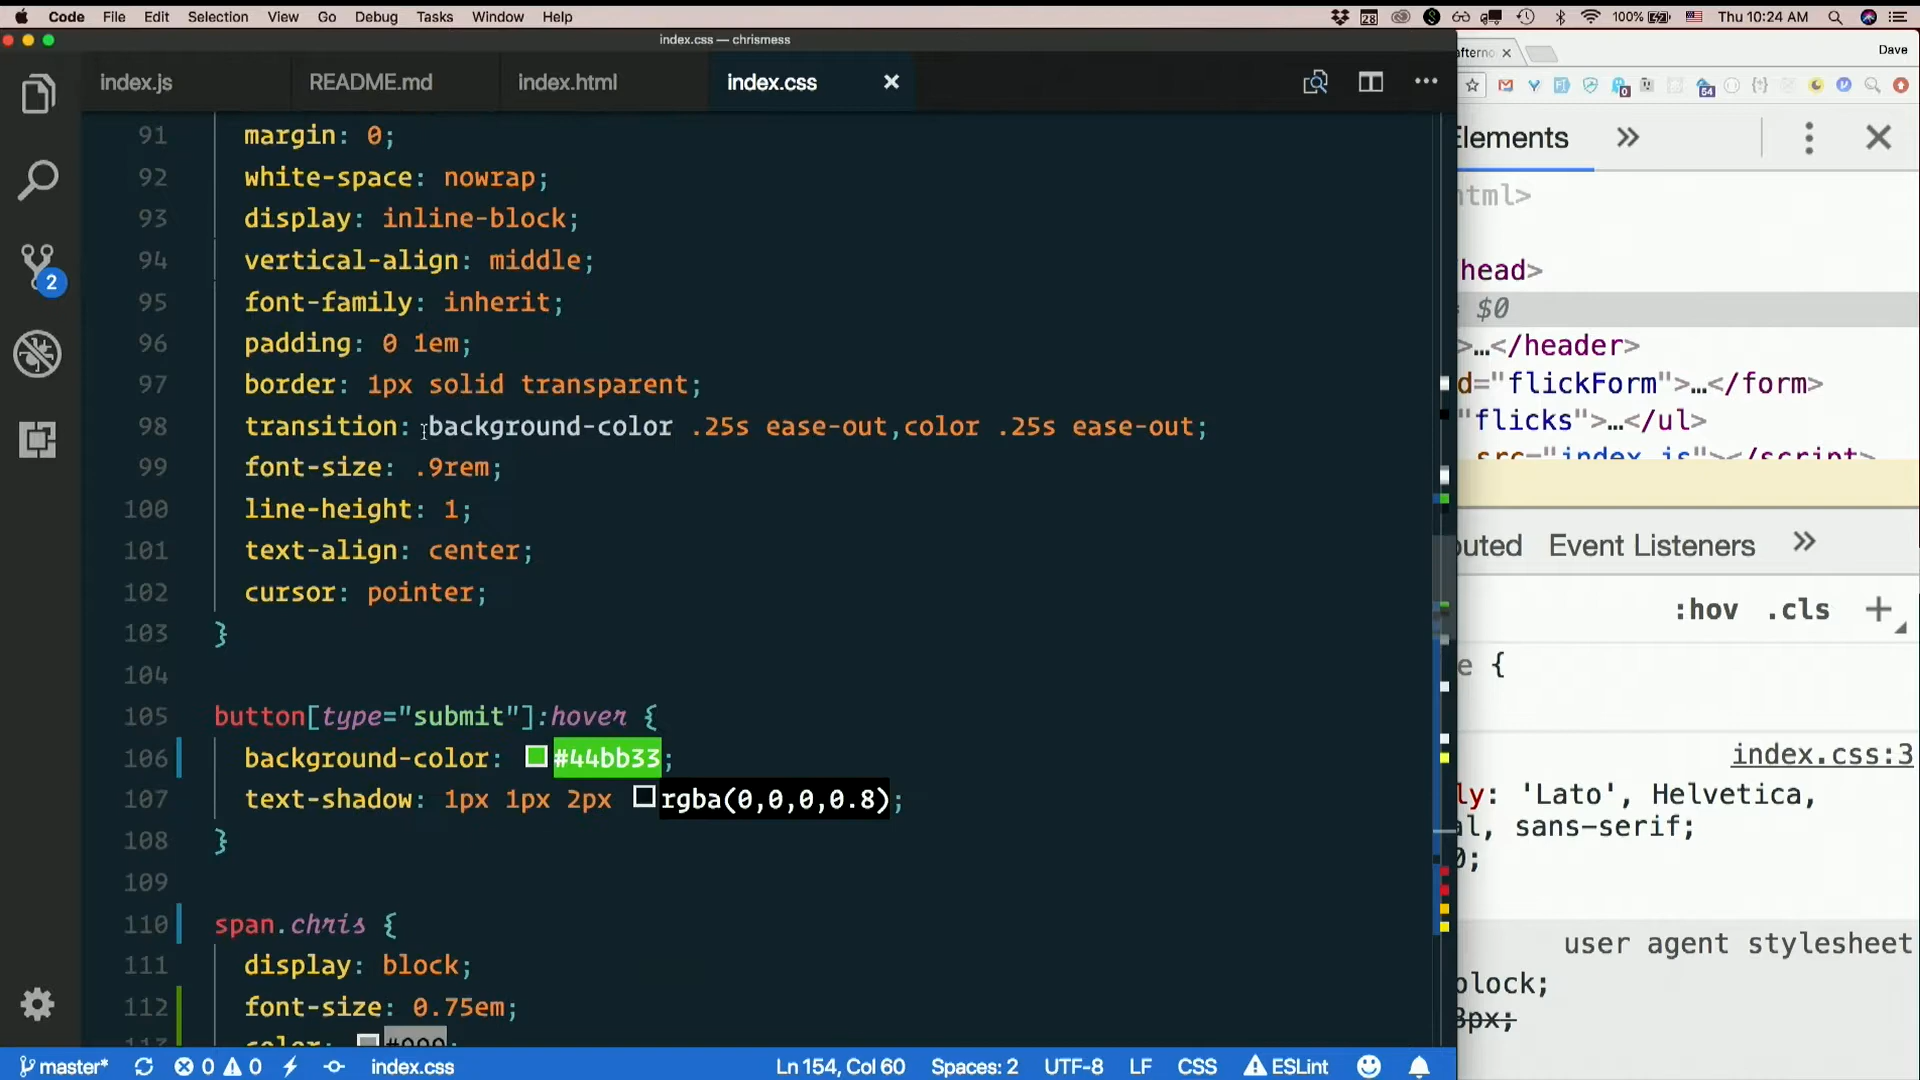 Code File Edit Selection View Go Debug Tasks Window Help
28 100% Thu 10:24 AM
index.css — chrismess
index.js README.md index.html index.css
91 margin: 0;
92 white-space: nowrap;
93 display: inline-block;
94 vertical-align: middle;
95 font-family: inherit;
96 padding: 0 1em;
97 border: 1px solid transparent;
98 transition: background-color .25s ease-out,color .25s ease-out;
99 font-size: .9rem;
100 line-height: 1;
101 text-align: center;
102 cursor: pointer;
103 }
104
105 button[type="submit"]:hover {
106 background-color: #44bb33;
107 text-shadow: 1px 1px 2px rgba(0,0,0,0.8);
108 }
109
110 span.chris {
111 display: block;
112 font-size: 0.75em;
2
master* 0 0 index.css Ln 154, Col 60 Spaces: 2 UTF-8 LF CSS ESLint
Dave
Elements
html>
head>
= $0
>…</header>
d="flickForm">…</form>
"flicks">…</ul>
src="index.js"></script>
Event Listeners
:hov .cls +
e {
index.css:3
ly: 'Lato', Helvetica,
al, sans-serif;
0;
user agent stylesheet
block;
8px;